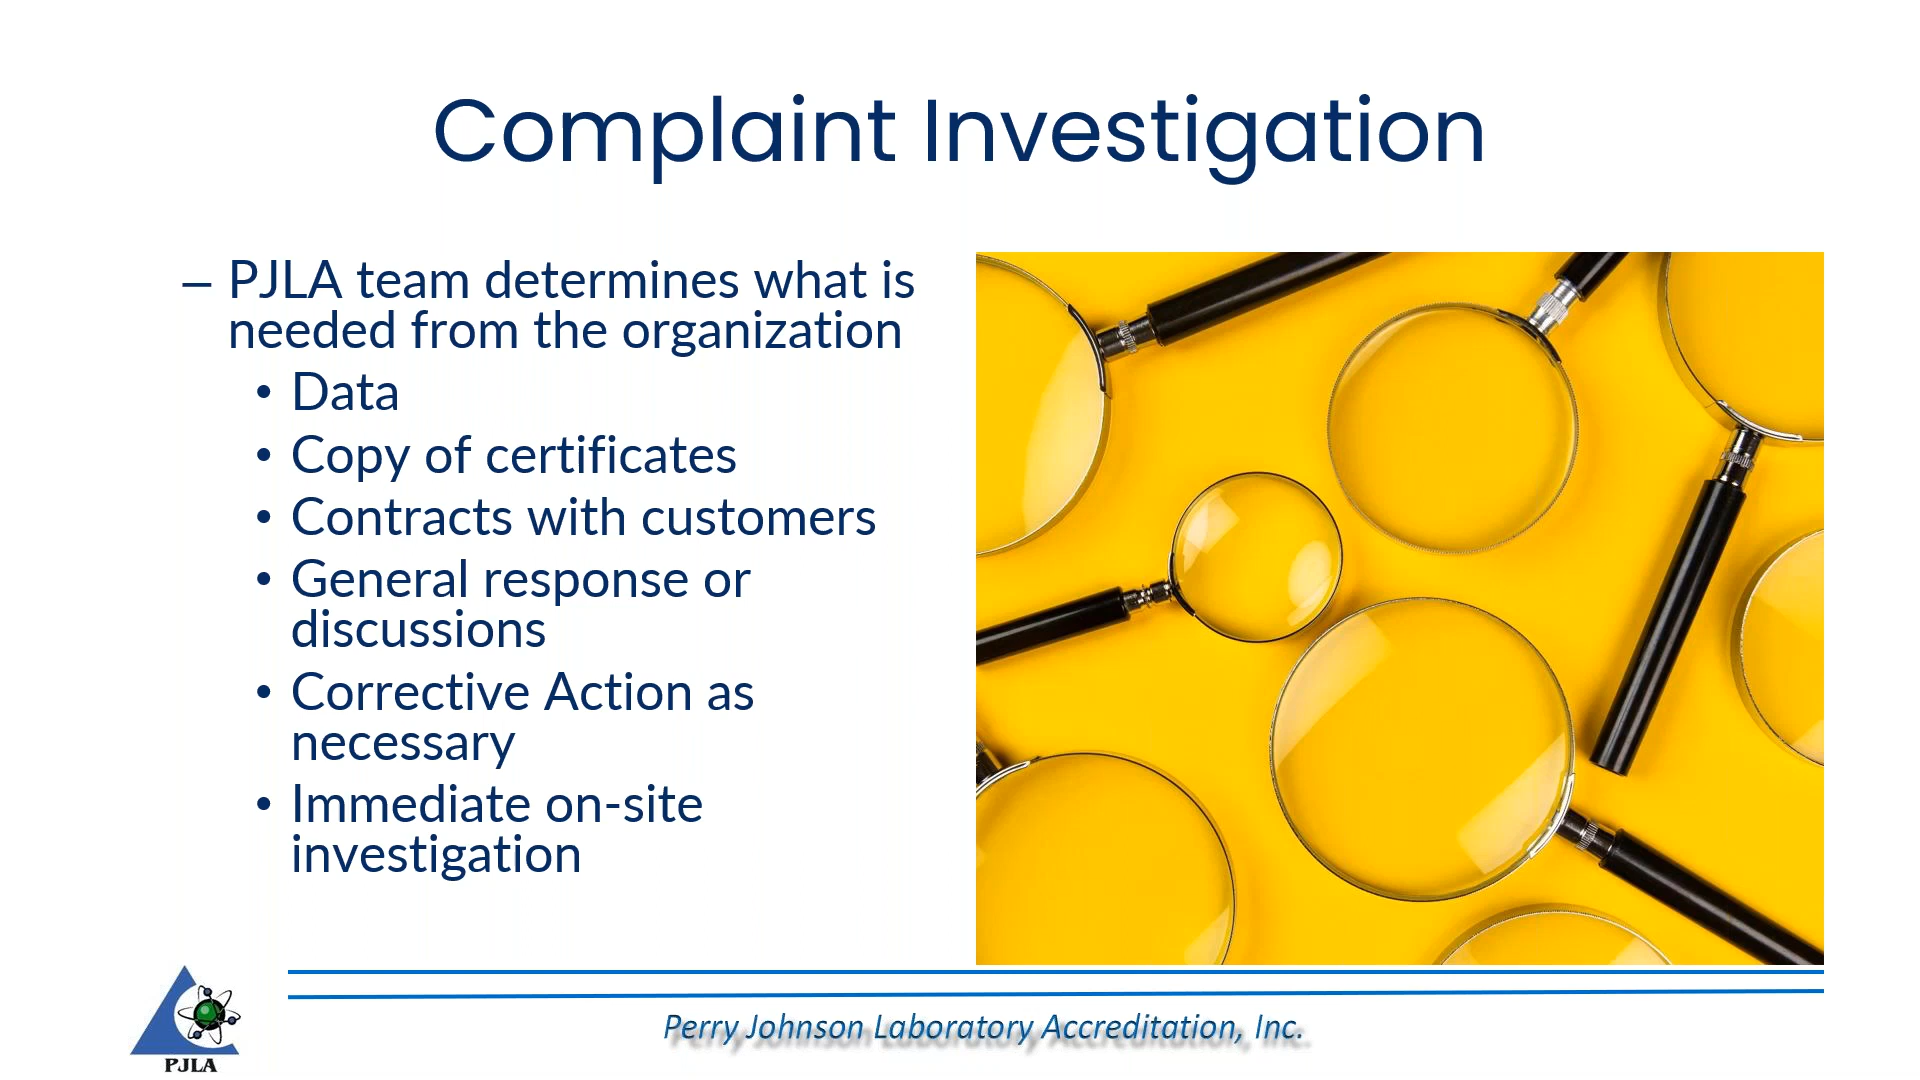 Complaint Investigation
– PJLA team determines what is
needed from the organization
• Data
• Copy of certificates
• Contracts with customers
• General response or
discussions
• Corrective Action as
necessary
• Immediate on-site
investigation
PJLA
Perry Johnson Laboratory Accreditation, Inc.